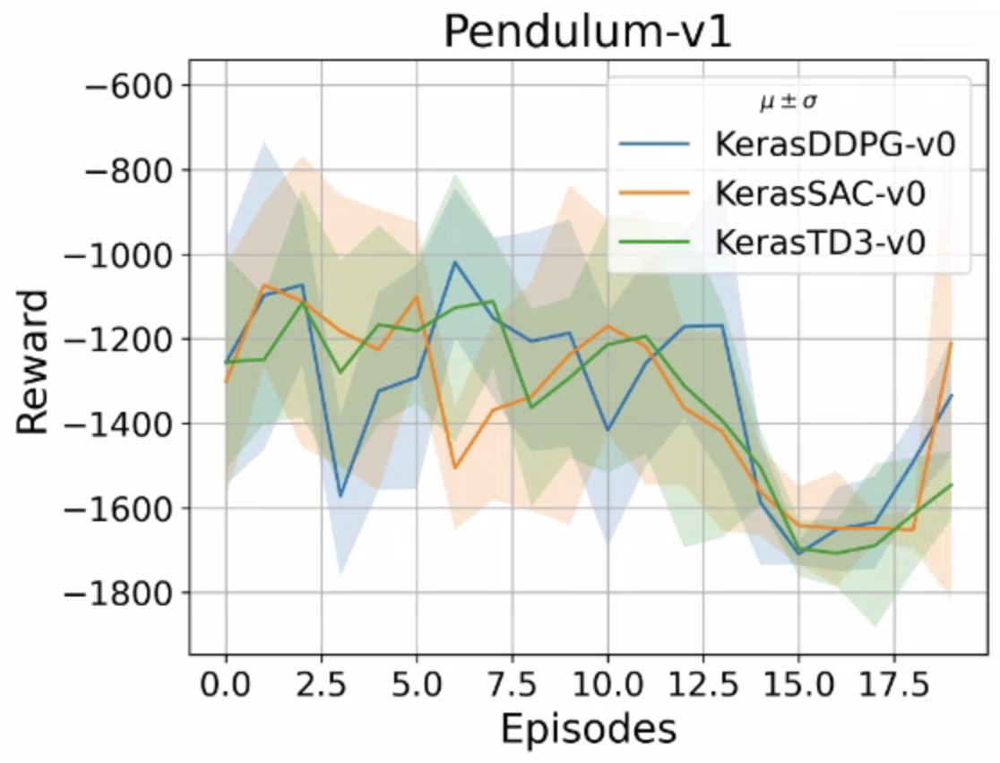 Pendulum-v1
μ ± σ
KerasDDPG-v0
KerasSAC-v0
KerasTD3-v0
Reward
−600
−800
−1000
−1200
−1400
−1600
−1800
0.0 2.5 5.0 7.5 10.0 12.5 15.0 17.5
Episodes